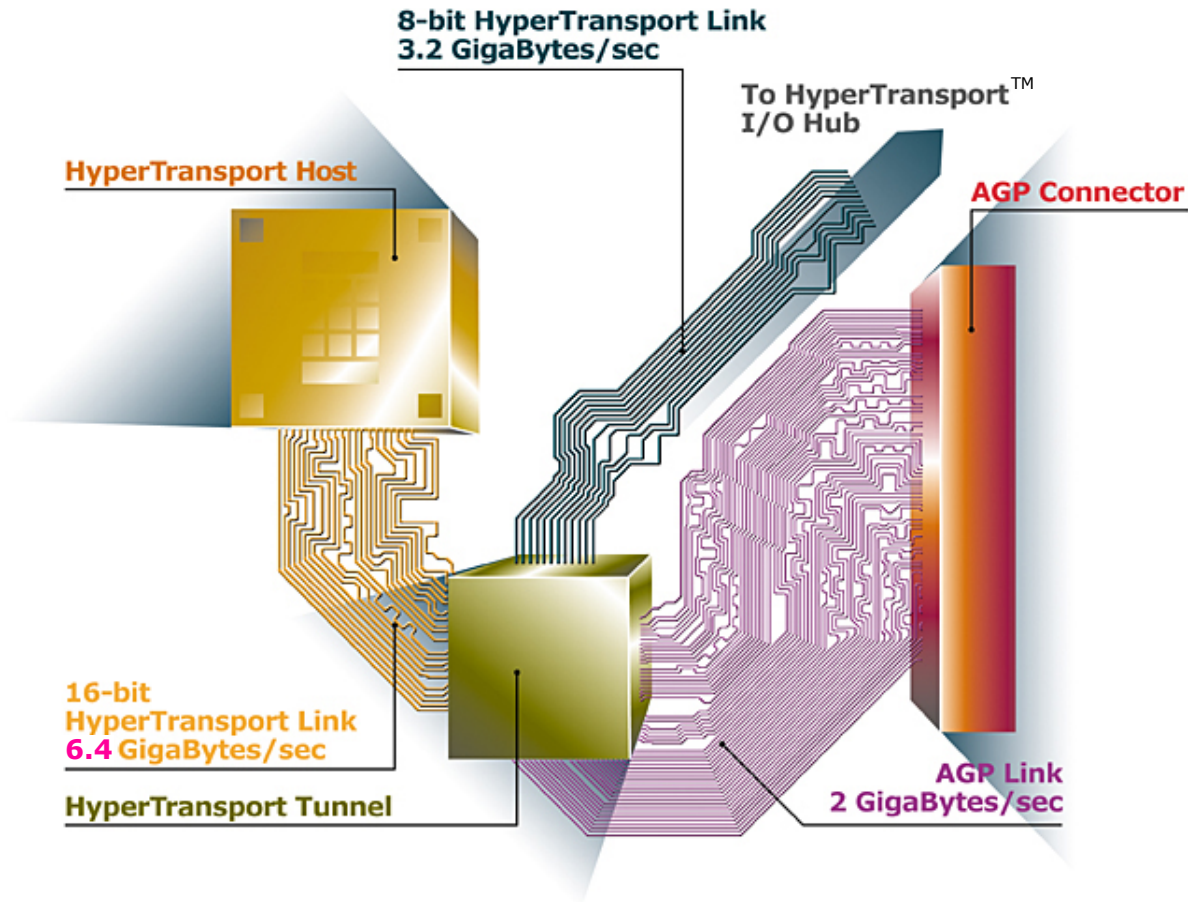 8-bit HyperTransport Link
3.2 GigaBytes/sec
To HyperTransport™
I/O Hub
HyperTransport Host
AGP Connector
16-bit
HyperTransport Link
6.4 GigaBytes/sec
AGP Link
2 GigaBytes/sec
HyperTransport Tunnel